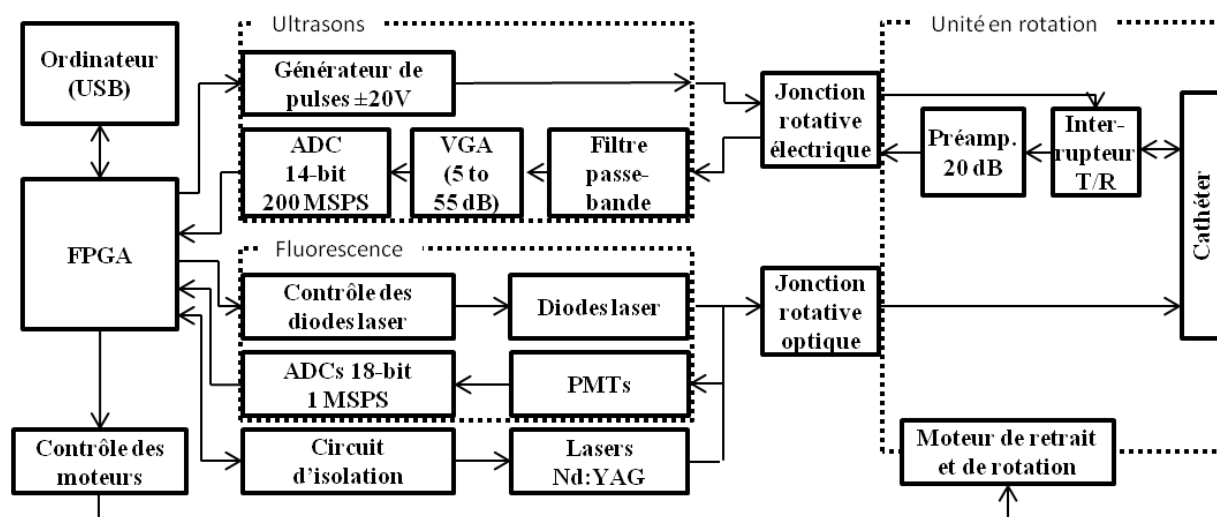 Ultrasons
Unité en rotation
Ordinateur
(USB)
Générateur de
pulses ±20V
Jonction
rotative
électrique
Préamp.
20 dB
Inter-
rupteur
T/R
Cathéter
ADC
14-bit
200 MSPS
VGA
(5 to
55 dB)
Filtre
passe-
bande
FPGA
Fluorescence
Contrôle des
diodes laser
Diodes laser
Jonction
rotative
optique
ADCs 18-bit
1 MSPS
PMTs
Contrôle des
moteurs
Circuit
d'isolation
Lasers
Nd:YAG
Moteur de retrait
et de rotation